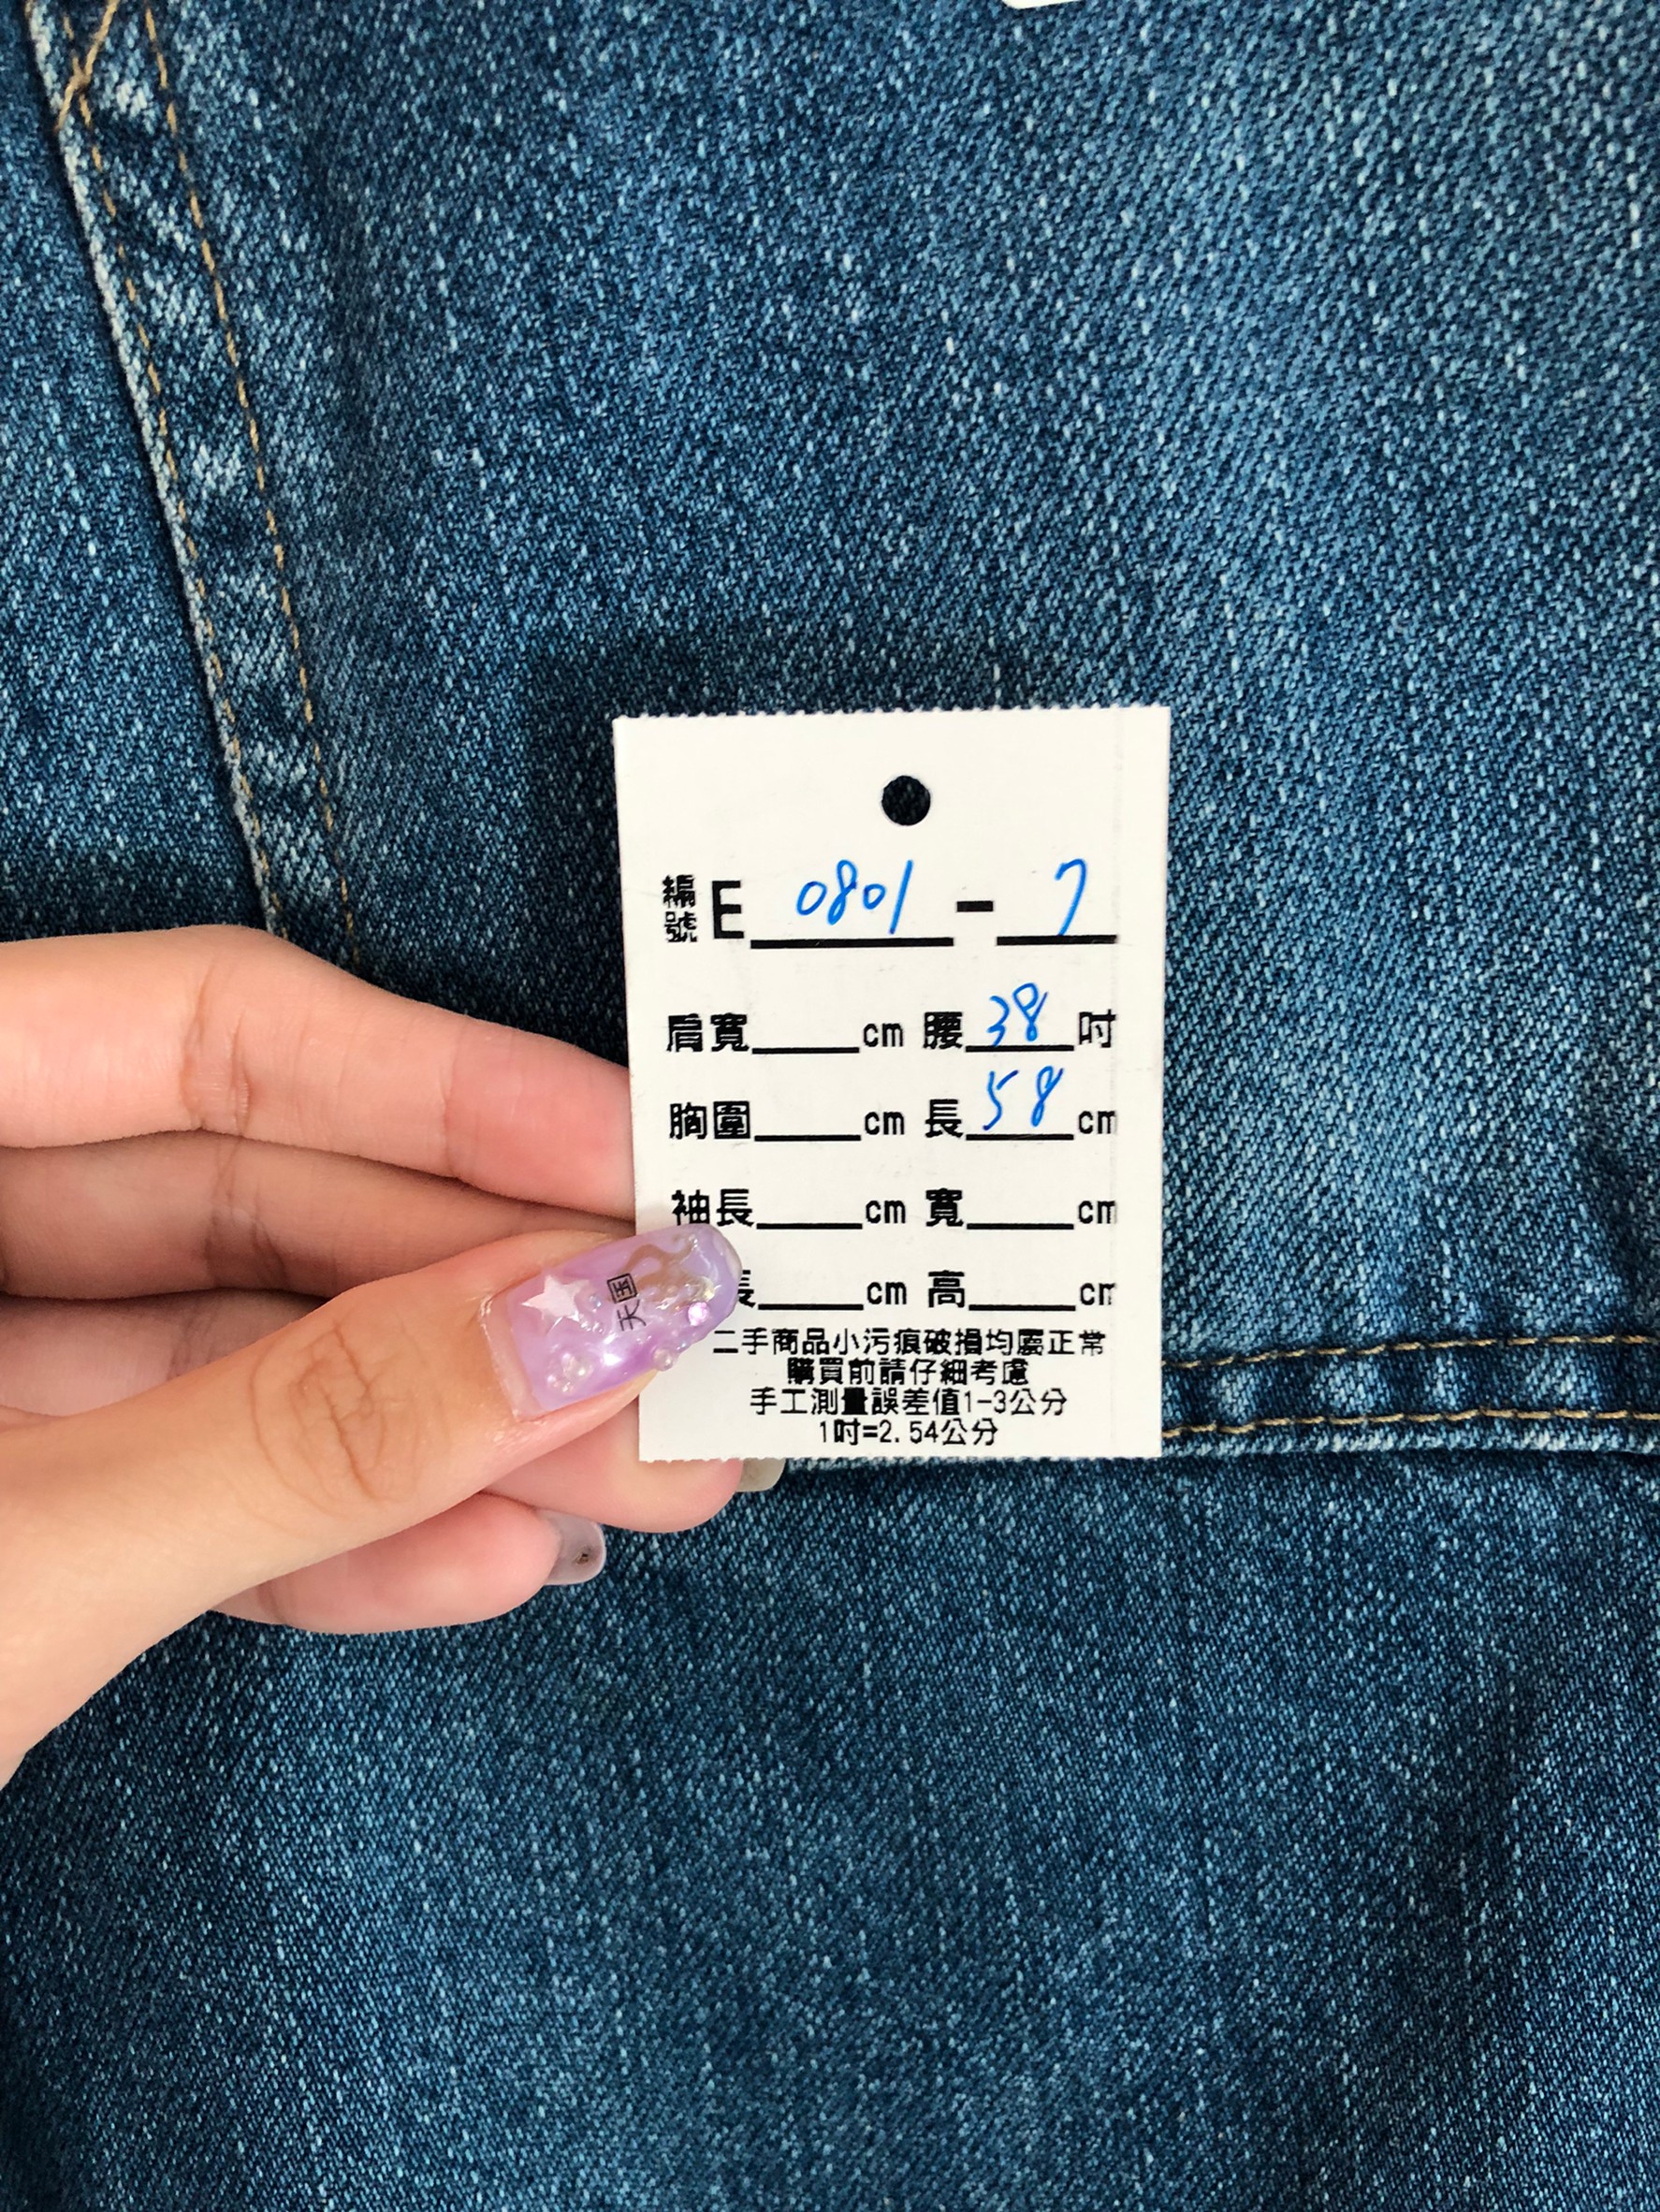 編號 E 0801 - 7
肩寬 cm 腰 38 吋
胸圍 cm 長 58 cm
袖長 cm 寬 cm
長 cm 高 cm
二手商品小污痕破損均屬正常
購買前請仔細考慮
手工測量誤差值1-3公分
1吋=2.54公分
天国